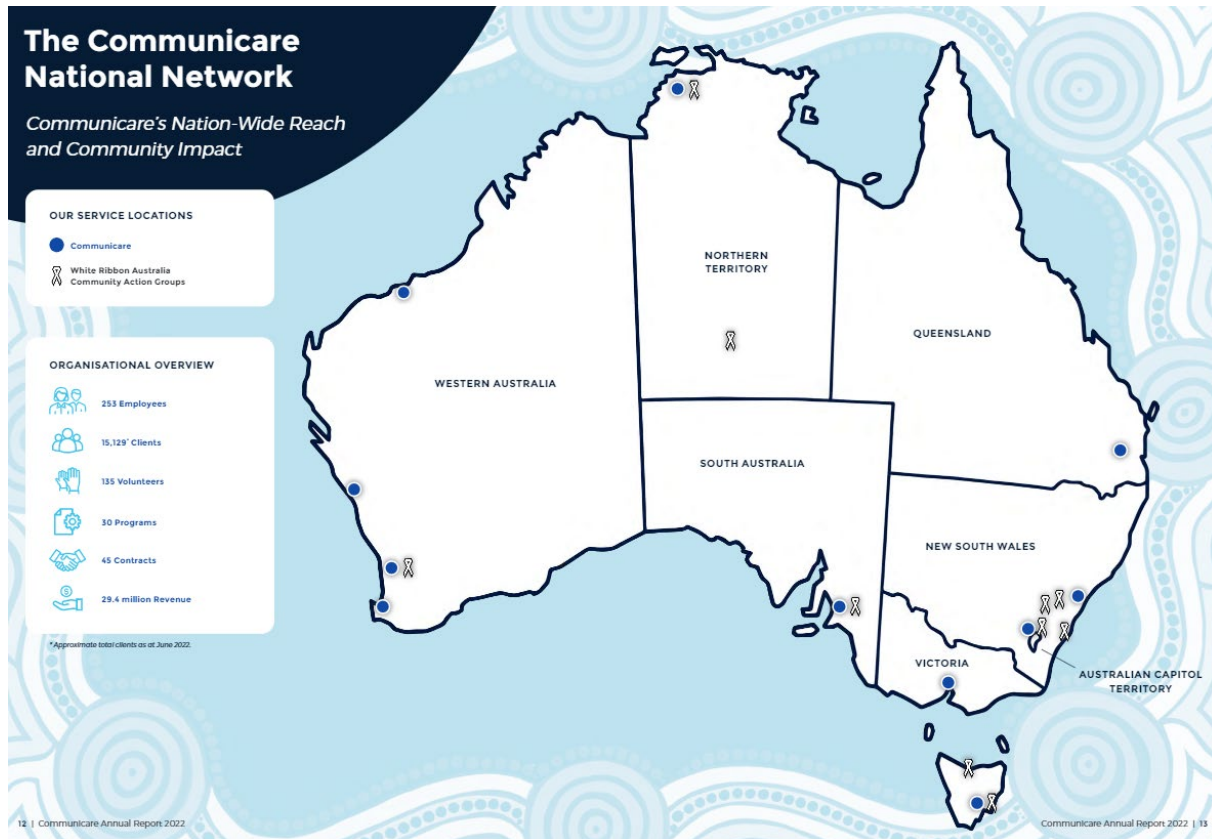 The Communicare
National Network
Communicare's Nation-Wide Reach
and Community Impact
OUR SERVICE LOCATIONS
Communicare
White Ribbon Australia
Community Action Groups
ORGANISATIONAL OVERVIEW
253 Employees
15,129* Clients
135 Volunteers
30 Programs
45 Contracts
$
29.4 million Revenue
* Approximate total clients as at June 2022.
NORTHERN
TERRITORY
QUEENSLAND
WESTERN AUSTRALIA
SOUTH AUSTRALIA
NEW SOUTH WALES
VICTORIA
AUSTRALIAN CAPITOL
TERRITORY
12 | Communicare Annual Report 2022
Communicare Annual Report 2022 | 13